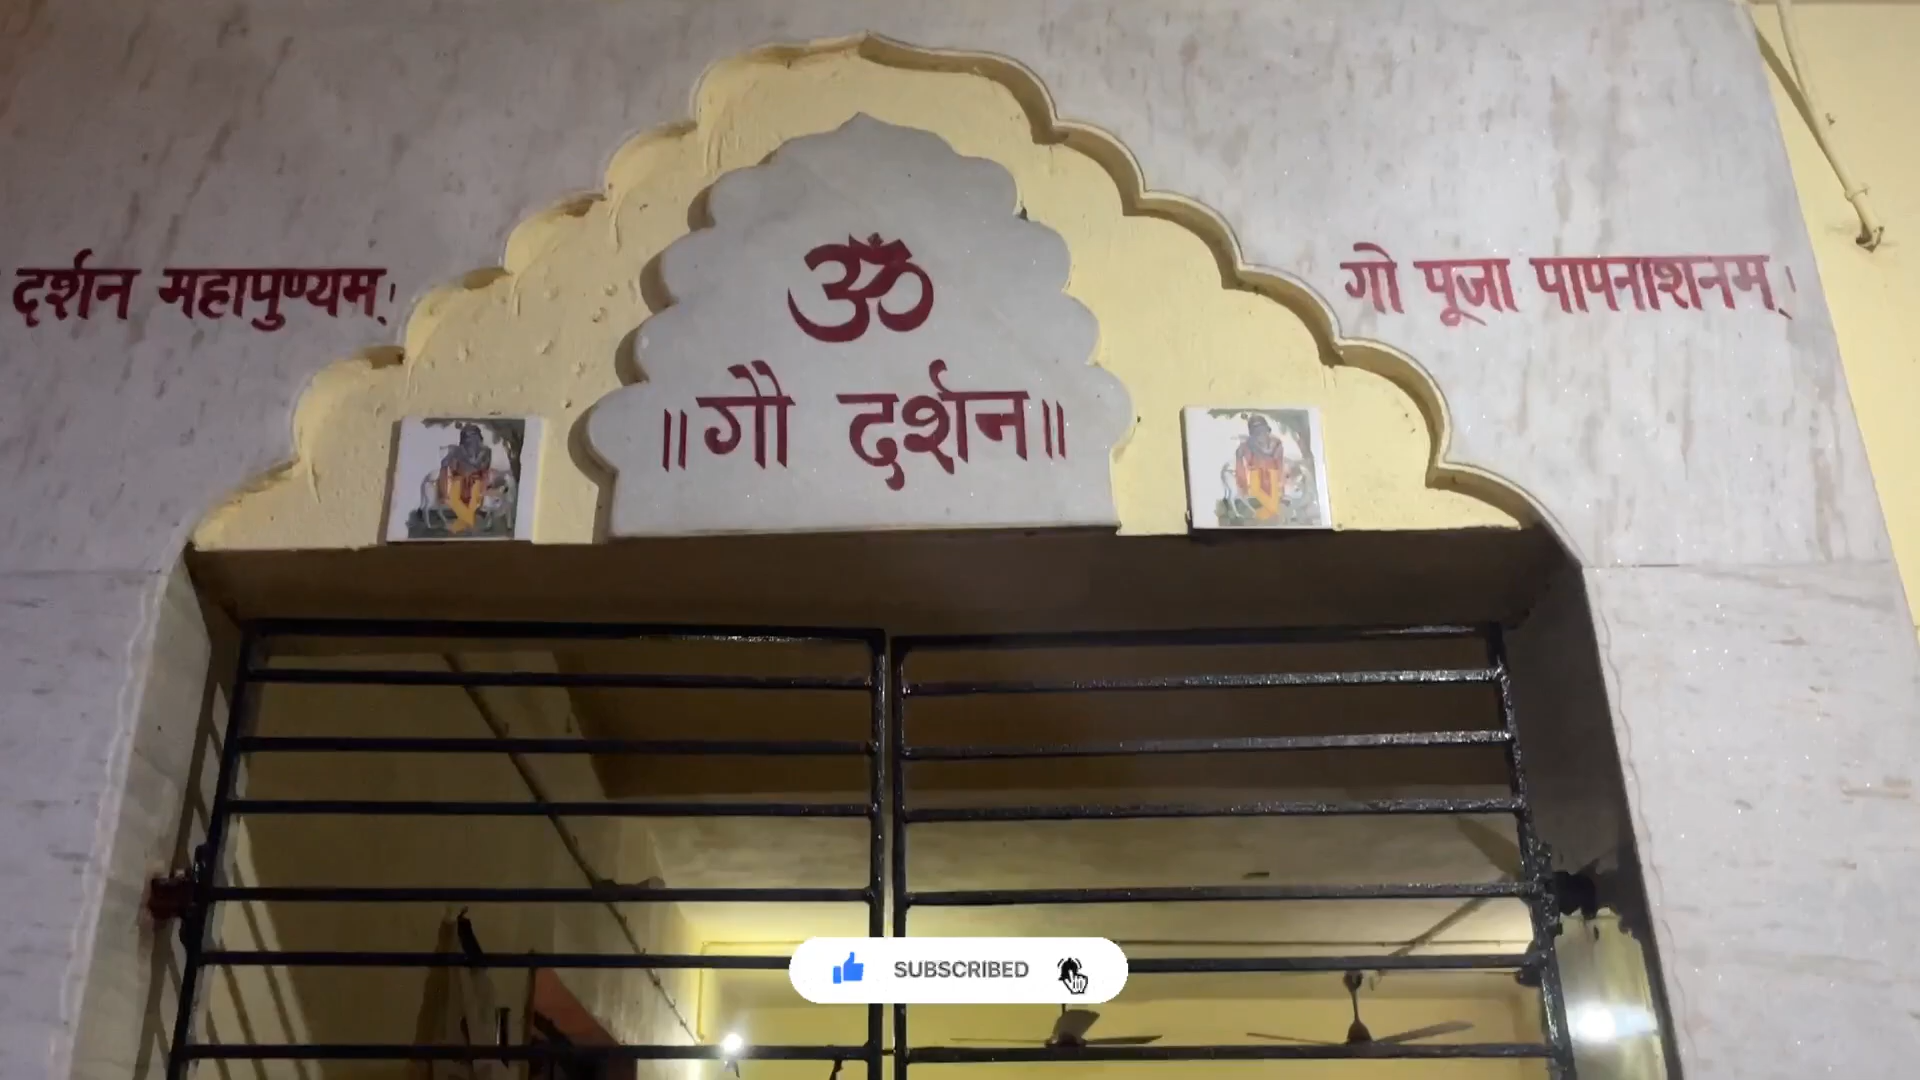 ॐ
दर्शन महापुण्यम्!
॥गौ दर्शन॥
गो पूजा पापनाशनम्!
SUBSCRIBED